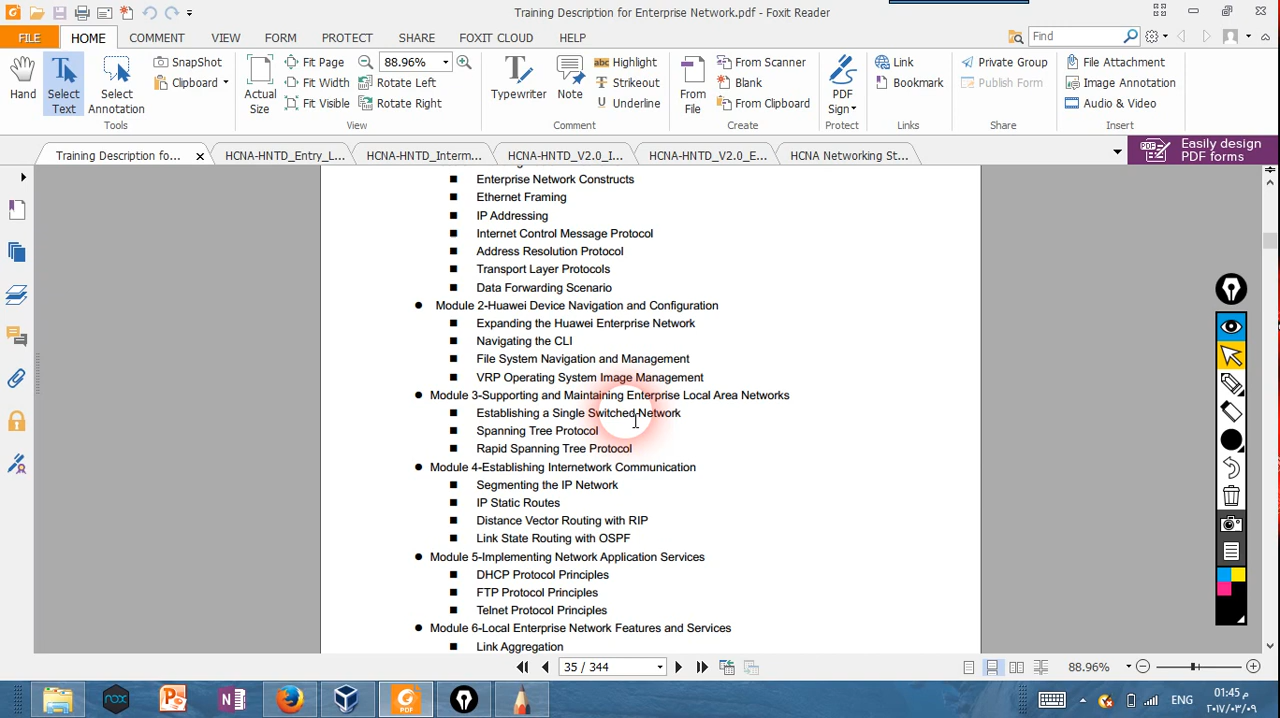 Training Description for Enterprise Network.pdf - Foxit Reader
FILE HOME COMMENT VIEW FORM PROTECT SHARE FOXIT CLOUD HELP Find
Hand
Select
Text
Select
Annotation
SnapShot
Clipboard
Tools
Actual
Size
Fit Page
Fit Width
Fit Visible
88.96%
Rotate Left
Rotate Right
View
Typewriter
Note
abc Highlight
abc Strikeout
U Underline
Comment
From
File
From Scanner
Blank
From Clipboard
Create
PDF
Sign
Protect
Link
Bookmark
Links
Private Group
Publish Form
Share
File Attachment
Image Annotation
Audio & Video
Insert
Training Description fo... HCNA-HNTD_Entry_L... HCNA-HNTD_Interm... HCNA-HNTD_V2.0_I... HCNA-HNTD_V2.0_E... HCNA Networking St...
PDF
Easily design
PDF forms
Enterprise Network Constructs
Ethernet Framing
IP Addressing
Internet Control Message Protocol
Address Resolution Protocol
Transport Layer Protocols
Data Forwarding Scenario
Module 2-Huawei Device Navigation and Configuration
Expanding the Huawei Enterprise Network
Navigating the CLI
File System Navigation and Management
VRP Operating System Image Management
Module 3-Supporting and Maintaining Enterprise Local Area Networks
Establishing a Single Switched Network
Spanning Tree Protocol
Rapid Spanning Tree Protocol
Module 4-Establishing Internetwork Communication
Segmenting the IP Network
IP Static Routes
Distance Vector Routing with RIP
Link State Routing with OSPF
Module 5-Implementing Network Application Services
DHCP Protocol Principles
FTP Protocol Principles
Telnet Protocol Principles
Module 6-Local Enterprise Network Features and Services
Link Aggregation
35 / 344
88.96%
nox
PDF
ENG
01:45 م
٢٠١٧/٠٣/٠٩